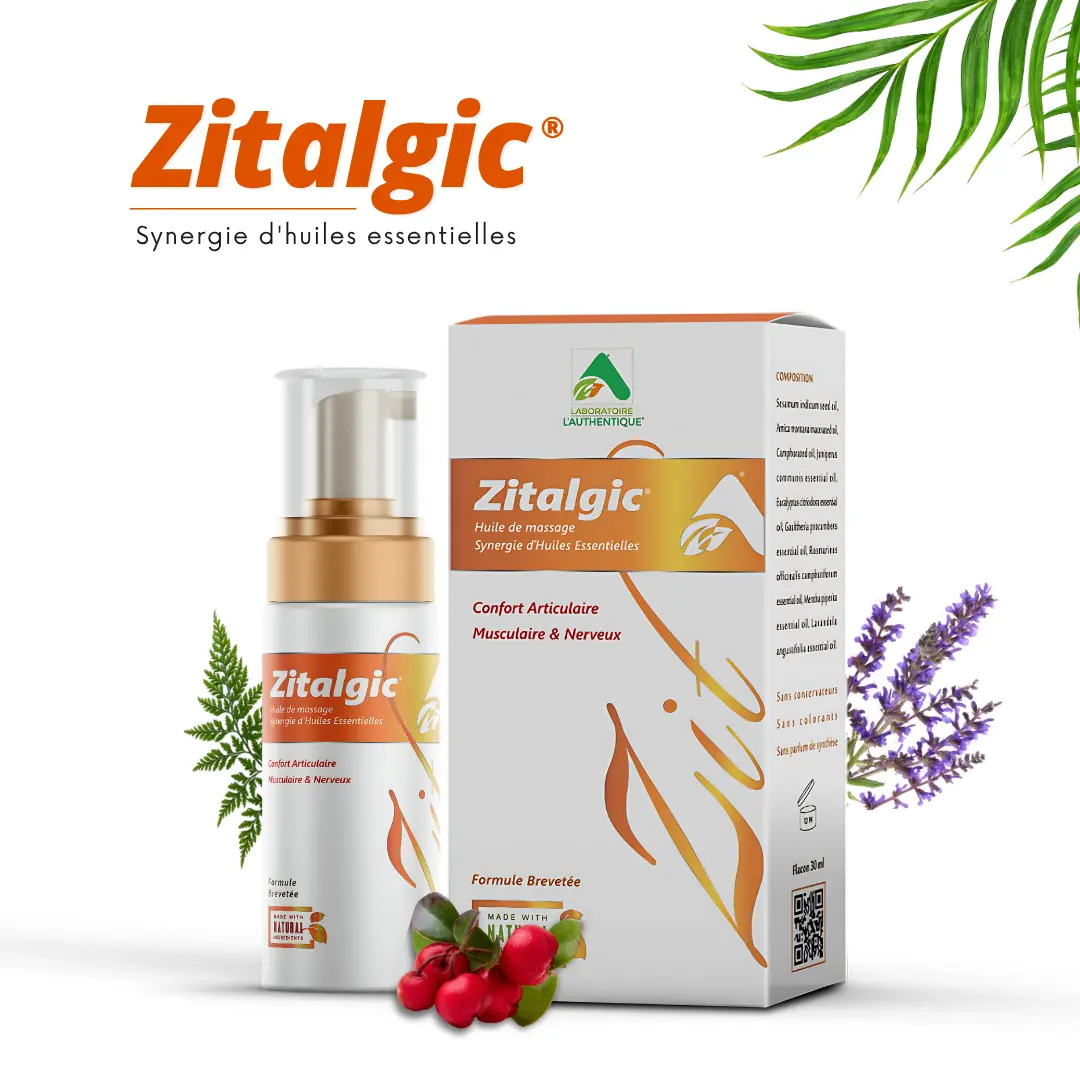 Zitalgic®
Synergie d'huiles essentielles
LABORATOIRE
L'AUTHENTIQUE®
Zitalgic®
Huile de massage
Synergie d'Huiles Essentielles
Confort Articulaire
Musculaire & Nerveux
Zit
Formule Brevetée
MADE WITH
COMPOSITION
Sesamum indicum seed oil,
Arnica montana macerated oil,
Camphorated oil, Juniperus
communis essential oil,
Eucalyptus citriodora essential
oil, Gaultheria procumbens
essential oil, Rosmarinus
officinalis camphoriferum
essential oil, Mentha piperita
essential oil, Lavandula
angustifolia essential oil.
Sans conservateurs
Sans colorants
Sans parfum de synthèse
Flacon 30 ml
Zitalgic®
Huile de massage
Synergie d'Huiles Essentielles
Confort Articulaire
Musculaire & Nerveux
Formule
Brevetée
MADE WITH
NATURAL
INGREDIENTS